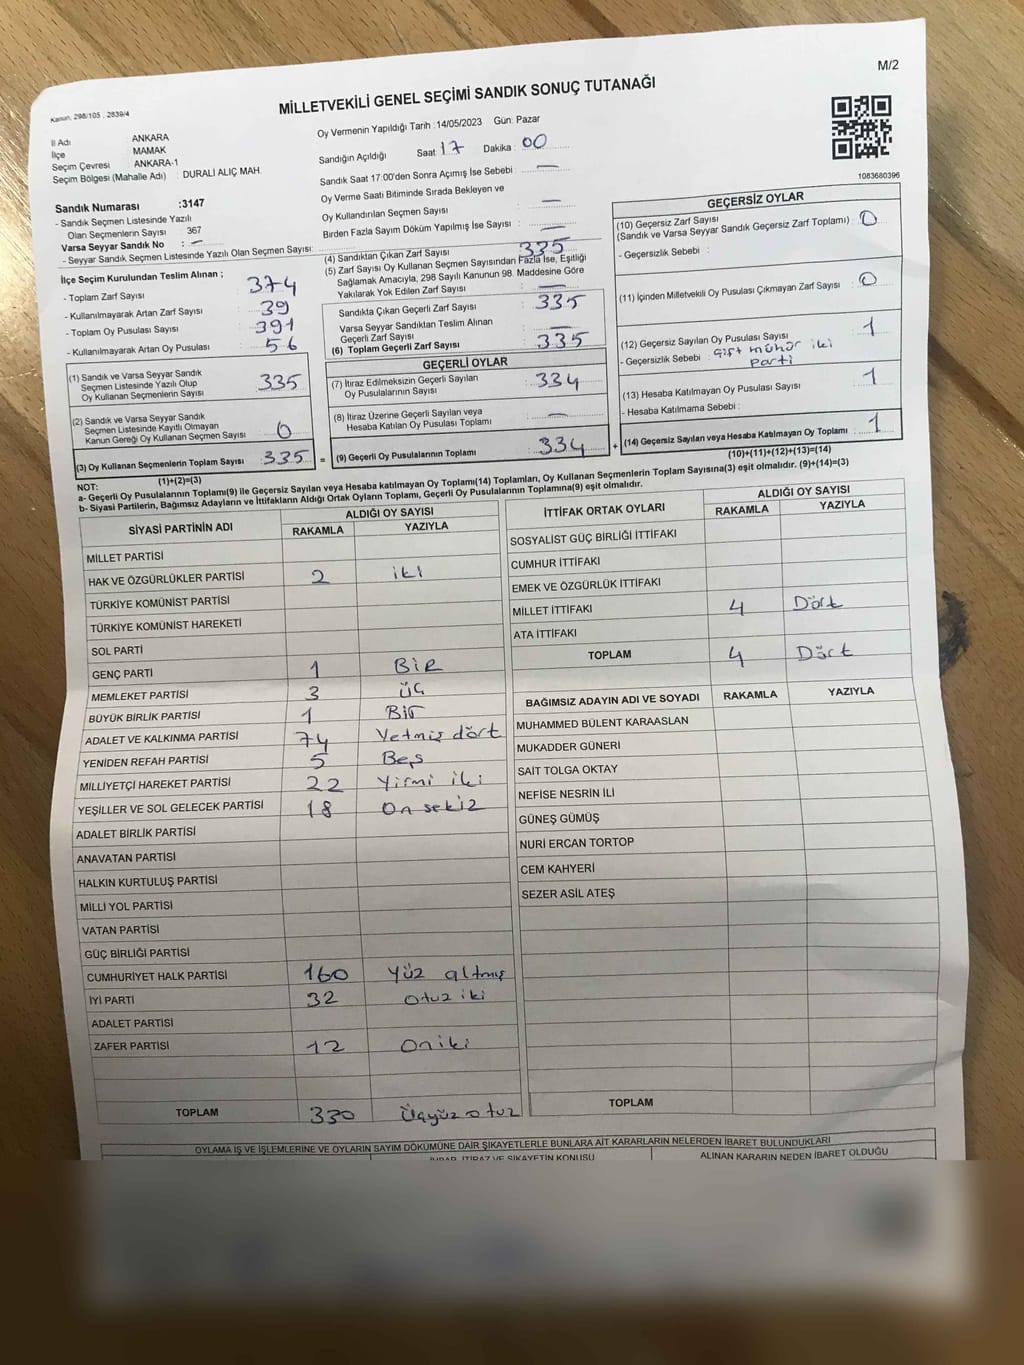 M/2
Kanun: 298/105 , 2839/4
MİLLETVEKİLİ GENEL SEÇİMİ SANDIK SONUÇ TUTANAĞI
İl Adı : ANKARA
İlçe : MAMAK
Seçim Çevresi : ANKARA-1
Seçim Bölgesi (Mahalle Adı) : DURALİ ALIÇ MAH.
Oy Vermenin Yapıldığı Tarih :14/05/2023 Gün: Pazar
Sandığın Açıldığı Saat :17 Dakika : 00
Sandık Saat 17:00'den Sonra Açımış İse Sebebi : —
Oy Verme Saati Bitiminde Sırada Bekleyen ve
Oy Kullandırılan Seçmen Sayısı : —
Birden Fazla Sayım Döküm Yapılmış İse Sayısı : —
1083680396
Sandık Numarası :3147
- Sandık Seçmen Listesinde Yazılı
Olan Seçmenlerin Sayısı : 367
Varsa Seyyar Sandık No : —
- Seyyar Sandık Seçmen Listesinde Yazılı Olan Seçmen Sayısı:
İlçe Seçim Kurulundan Teslim Alınan ;
- Toplam Zarf Sayısı : 374
- Kullanılmayarak Artan Zarf Sayısı : 39
- Toplam Oy Pusulası Sayısı : 391
- Kullanılmayarak Artan Oy Pusulası : 56
(1) Sandık ve Varsa Seyyar Sandık
Seçmen Listesinde Yazılı Olup
Oy Kullanan Seçmenlerin Sayısı : 335
(2) Sandık ve Varsa Seyyar Sandık
Seçmen Listesinde Kayıtlı Olmayan
Kanun Gereği Oy Kullanan Seçmen Sayısı : 0
(3) Oy Kullanan Seçmenlerin Toplam Sayısı : 335
(1)+(2)=(3)
(4) Sandıktan Çıkan Zarf Sayısı : 335
(5) Zarf Sayısı Oy Kullanan Seçmen Sayısından Fazla İse, Eşitliği
Sağlamak Amacıyla, 298 Sayılı Kanunun 98. Maddesine Göre
Yakılarak Yok Edilen Zarf Sayısı : —
Sandıkta Çıkan Geçerli Zarf Sayısı : 335
Varsa Seyyar Sandıktan Teslim Alınan
Geçerli Zarf Sayısı : —
(6) Toplam Geçerli Zarf Sayısı : 335
GEÇERLİ OYLAR
(7) İtiraz Edilmeksizin Geçerli Sayılan
Oy Pusulalarının Sayısı : 334
(8) İtiraz Üzerine Geçerli Sayılan veya
Hesaba Katılan Oy Pusulası Toplamı : —
= (9) Geçerli Oy Pusulalarının Toplamı : 334
GEÇERSİZ OYLAR
(10) Geçersiz Zarf Sayısı
(Sandık ve Varsa Seyyar Sandık Geçersiz Zarf Toplamı) : 0
- Geçersizlik Sebebi :
(11) İçinden Milletvekili Oy Pusulası Çıkmayan Zarf Sayısı : 0
(12) Geçersiz Sayılan Oy Pusulası Sayısı : 1
- Geçersizlik Sebebi : Çift mühür iki
parti
(13) Hesaba Katılmayan Oy Pusulası Sayısı : 1
- Hesaba Katılmama Sebebi :
+ (14) Geçersiz Sayılan veya Hesaba Katılmayan Oy Toplamı : 1
(10)+(11)+(12)+(13)=(14)
NOT:
a- Geçerli Oy Pusulalarının Toplamı(9) ile Geçersiz Sayılan veya Hesaba katılmayan Oy Toplamı(14) Toplamları, Oy Kullanan Seçmenlerin Toplam Sayısına(3) eşit olmalıdır. (9)+(14)=(3)
b- Siyasi Partilerin, Bağımsız Adayların ve İttifakların Aldığı Ortak Oyların Toplamı, Geçerli Oy Pusulalarının Toplamına(9) eşit olmalıdır.
SİYASİ PARTİNİN ADI ALDIĞI OY SAYISI
RAKAMLA YAZIYLA
MİLLET PARTİSİ
HAK VE ÖZGÜRLÜKLER PARTİSİ 2 iki
TÜRKİYE KOMÜNİST PARTİSİ
TÜRKİYE KOMÜNİST HAREKETİ
SOL PARTİ
GENÇ PARTİ 1 BİR
MEMLEKET PARTİSİ 3 üç
BÜYÜK BİRLİK PARTİSİ 1 Bir
ADALET VE KALKINMA PARTİSİ 74 Yetmiş dört
YENİDEN REFAH PARTİSİ 5 Beş
MİLLİYETÇİ HAREKET PARTİSİ 22 Yirmi iki
YEŞİLLER VE SOL GELECEK PARTİSİ 18 On sekiz
ADALET BİRLİK PARTİSİ
ANAVATAN PARTİSİ
HALKIN KURTULUŞ PARTİSİ
MİLLİ YOL PARTİSİ
VATAN PARTİSİ
GÜÇ BİRLİĞİ PARTİSİ
CUMHURİYET HALK PARTİSİ 160 Yüz altmış
İYİ PARTİ 32 otuz iki
ADALET PARTİSİ
ZAFER PARTİSİ 12 Oniki
TOPLAM 330 Üçyüz otuz
İTTİFAK ORTAK OYLARI ALDIĞI OY SAYISI
RAKAMLA YAZIYLA
SOSYALİST GÜÇ BİRLİĞİ İTTİFAKI
CUMHUR İTTİFAKI
EMEK VE ÖZGÜRLÜK İTTİFAKI
MİLLET İTTİFAKI 4 Dört
ATA İTTİFAKI
TOPLAM 4 Dört
BAĞIMSIZ ADAYIN ADI VE SOYADI RAKAMLA YAZIYLA
MUHAMMED BÜLENT KARAASLAN
MUKADDER GÜNERİ
SAİT TOLGA OKTAY
NEFİSE NESRİN İLİ
GÜNEŞ GÜMÜŞ
NURİ ERCAN TORTOP
CEM KAHYERİ
SEZER ASİL ATEŞ
TOPLAM
OYLAMA İŞ VE İŞLEMLERİNE VE OYLARIN SAYIM DÖKÜMÜNE DAİR ŞİKAYETLERLE BUNLARA AİT KARARLARIN NELERDEN İBARET BULUNDUKLARI
İTİRAZ VE ŞİKAYETİN KONUSU ALINAN KARARIN NEDEN İBARET OLDUĞU